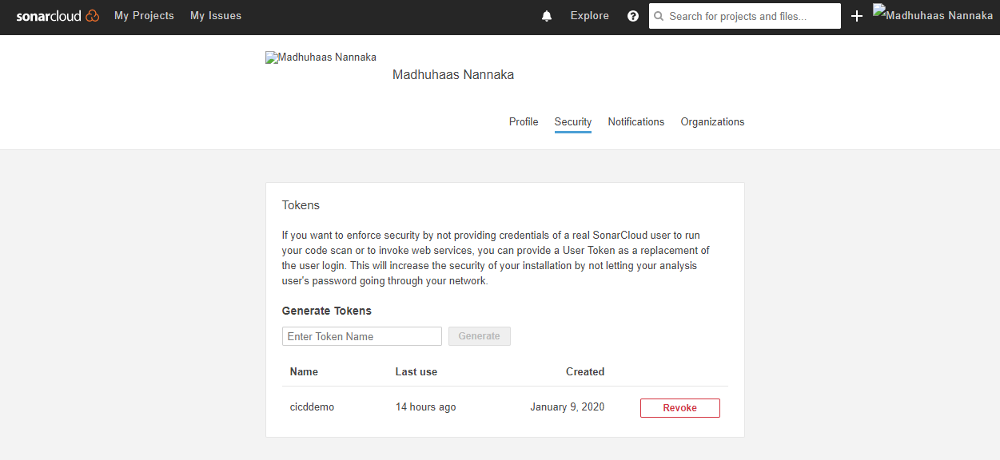 sonarcloud My Projects My Issues Explore ? Search for projects and files... + Madhuhaas Nannaka
Madhuhaas Nannaka
Madhuhaas Nannaka
Profile Security Notifications Organizations
Tokens
If you want to enforce security by not providing credentials of a real SonarCloud user to run
your code scan or to invoke web services, you can provide a User Token as a replacement of
the user login. This will increase the security of your installation by not letting your analysis
user's password going through your network.
Generate Tokens
Enter Token Name Generate
Name Last use Created
cicddemo 14 hours ago January 9, 2020 Revoke